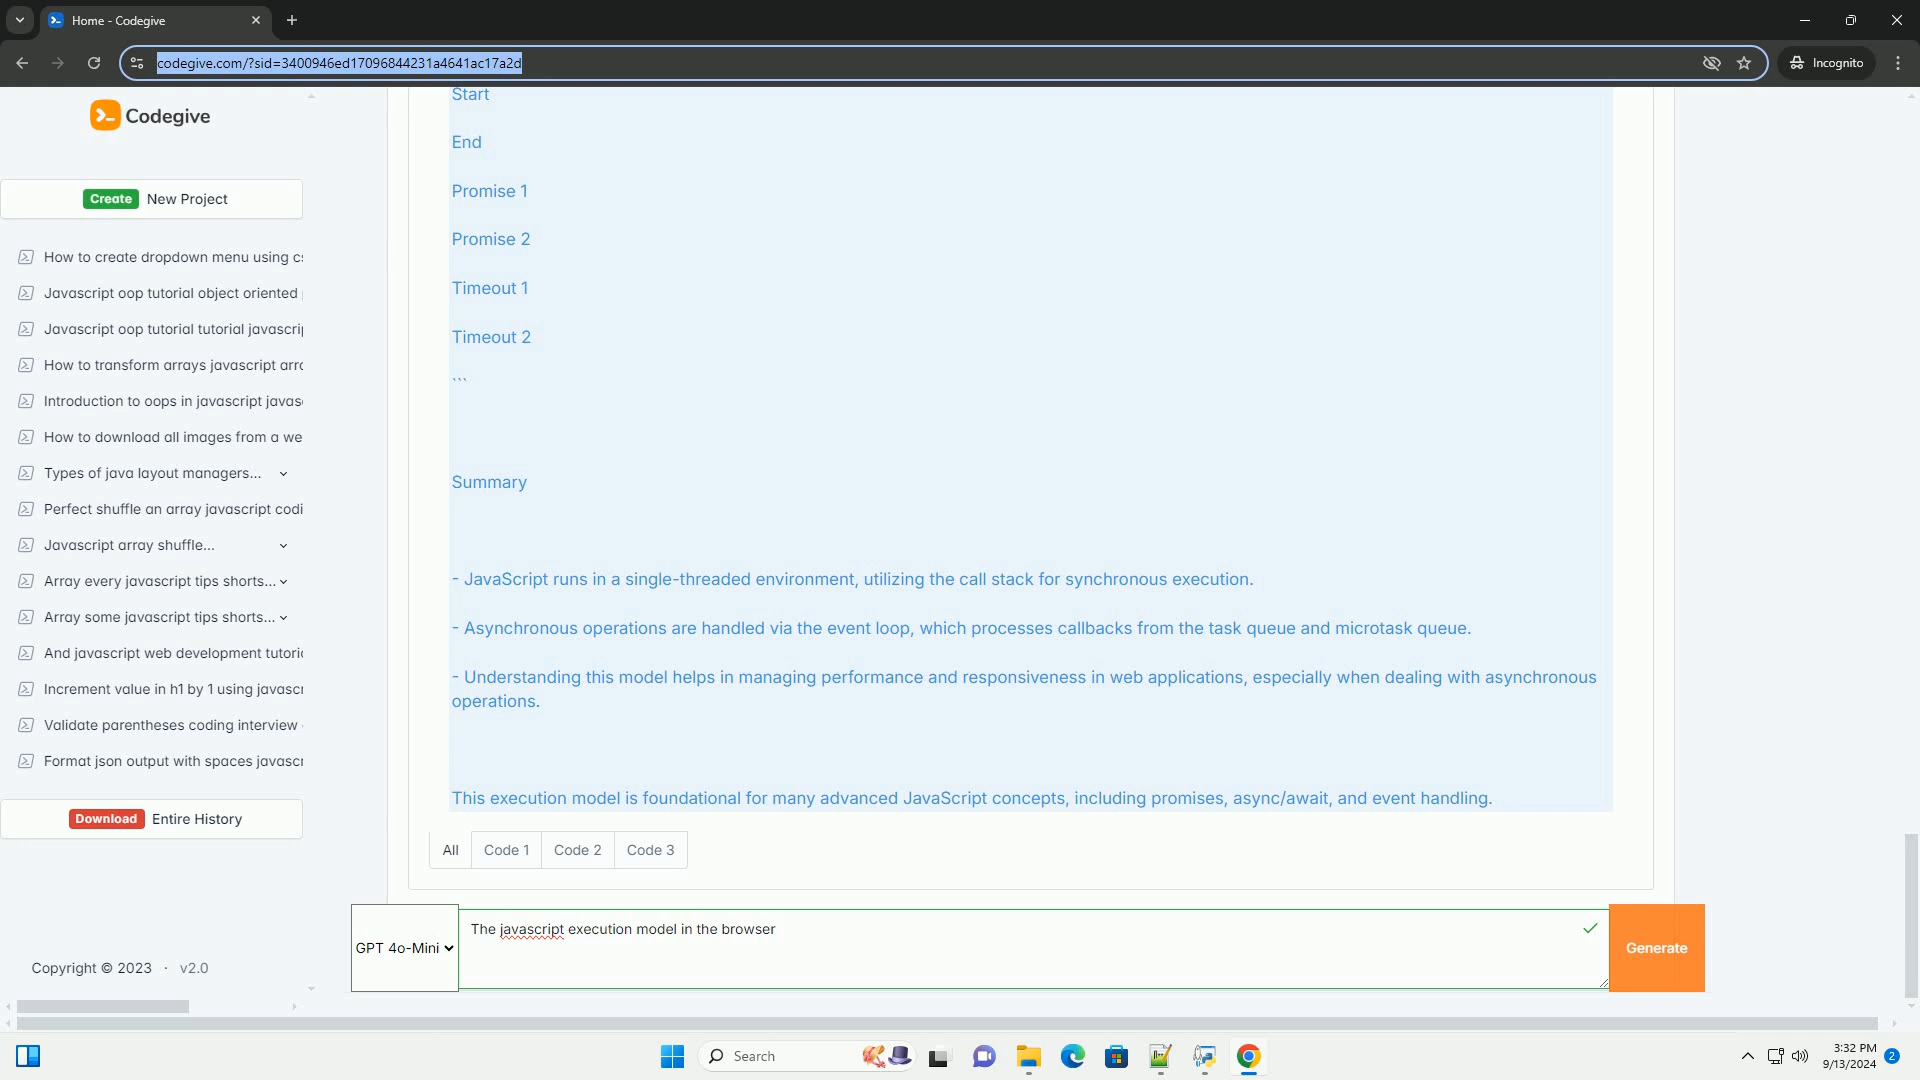 Home - Codegive
codegive.com/?sid=3400946ed17096844231a4641ac17a2d
Incognito
Codegive
Create New Project
How to create dropdown menu using cs
Javascript oop tutorial object oriented
Javascript oop tutorial tutorial javascrip
How to transform arrays javascript arra
Introduction to oops in javascript javas
How to download all images from a we
Types of java layout managers...
Perfect shuffle an array javascript codi
Javascript array shuffle...
Array every javascript tips shorts...
Array some javascript tips shorts...
And javascript web development tutoria
Increment value in h1 by 1 using javascr
Validate parentheses coding interview
Format json output with spaces javascr
Download Entire History
Copyright © 2023 · v2.0
Start
End
Promise 1
Promise 2
Timeout 1
Timeout 2
```
Summary
- JavaScript runs in a single-threaded environment, utilizing the call stack for synchronous execution.
- Asynchronous operations are handled via the event loop, which processes callbacks from the task queue and microtask queue.
- Understanding this model helps in managing performance and responsiveness in web applications, especially when dealing with asynchronous
operations.
This execution model is foundational for many advanced JavaScript concepts, including promises, async/await, and event handling.
All Code 1 Code 2 Code 3
GPT 4o-Mini
The javascript execution model in the browser
Generate
Search
3:32 PM
9/13/2024
2